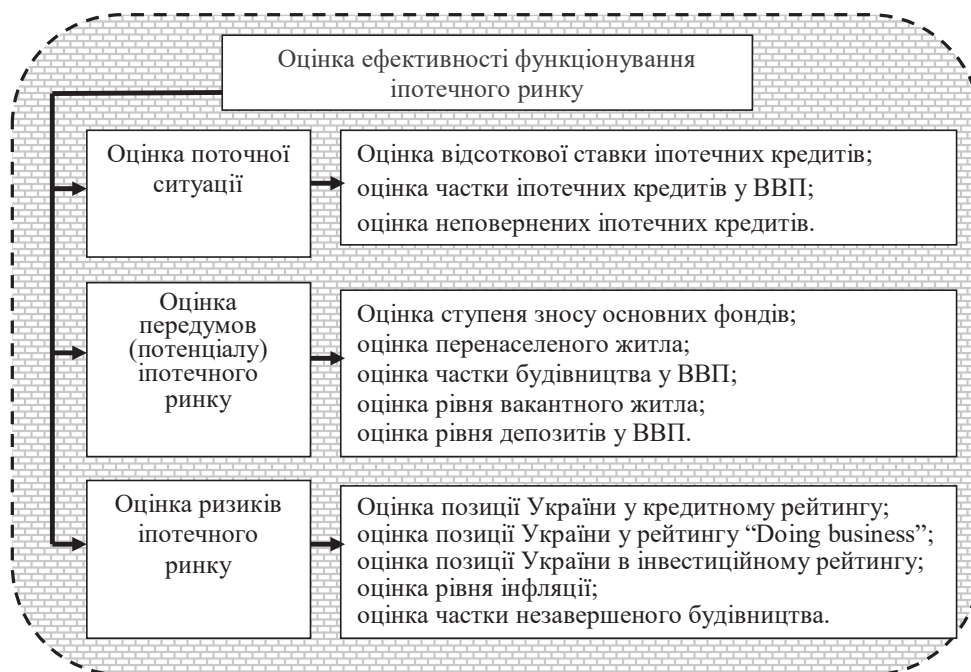 Оцінка ефективності функціонування
іпотечного ринку
Оцінка поточної
ситуації
Оцінка відсоткової ставки іпотечних кредитів;
оцінка частки іпотечних кредитів у ВВП;
оцінка неповернених іпотечних кредитів.
Оцінка
передумов
(потенціалу)
іпотечного
ринку
Оцінка ступеня зносу основних фондів;
оцінка перенаселеного житла;
оцінка частки будівництва у ВВП;
оцінка рівня вакантного житла;
оцінка рівня депозитів у ВВП.
Оцінка ризиків
іпотечного
ринку
Оцінка позиції України у кредитному рейтингу;
оцінка позиції України у рейтингу “Doing business”;
оцінка позиції України в інвестиційному рейтингу;
оцінка рівня інфляції;
оцінка частки незавершеного будівництва.